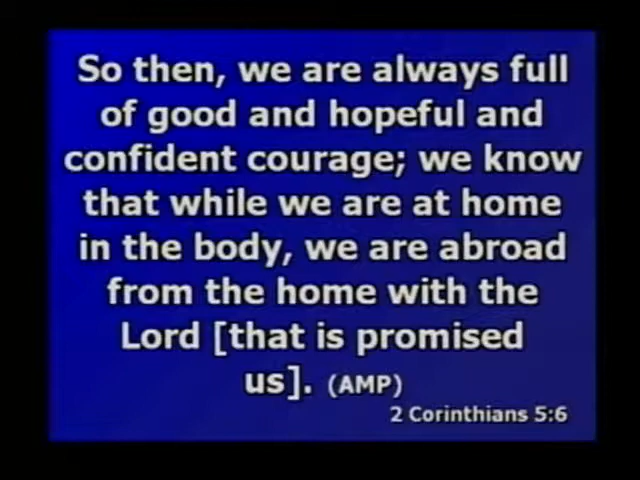 So then, we are always full
of good and hopeful and
confident courage; we know
that while we are at home
in the body, we are abroad
from the home with the
Lord [that is promised
us]. (AMP)
2 Corinthians 5:6